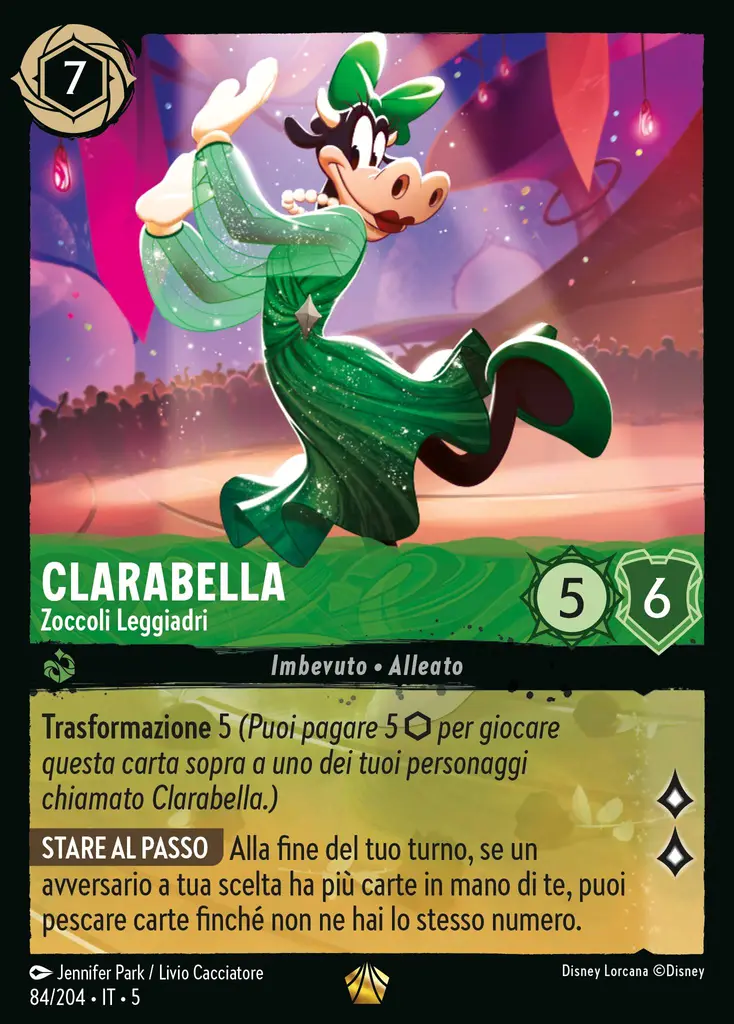 7
CLARABELLA
Zoccoli Leggiadri
5
6
Imbevuto • Alleato
Trasformazione 5 (Puoi pagare 5 ⬡ per giocare
questa carta sopra a uno dei tuoi personaggi
chiamato Clarabella.)
STARE AL PASSO Alla fine del tuo turno, se un
avversario a tua scelta ha più carte in mano di te, puoi
pescare carte finché non ne hai lo stesso numero.
Jennifer Park / Livio Cacciatore
Disney Lorcana ©Disney
84/204 • IT • 5